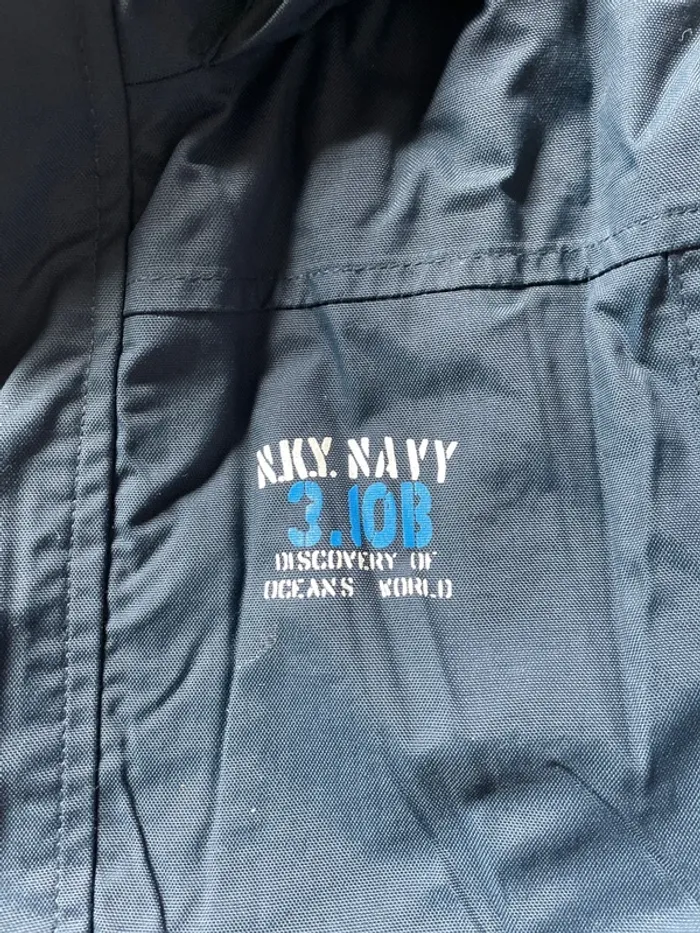 N.K.Y. NAVY
3.10B
DISCOVERY OF
OCEANS WORLD